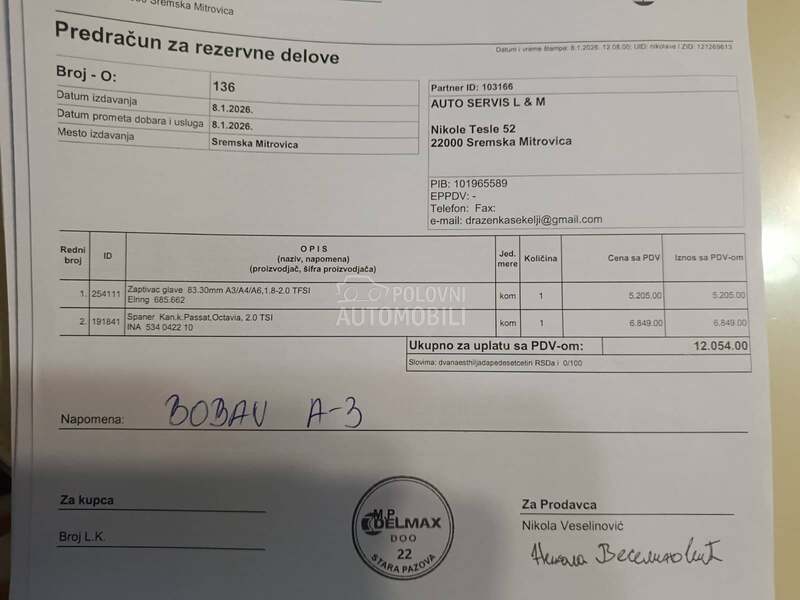 Sremska Mitrovica
Predračun za rezervne delove
Datum i vreme štampe: 8.1.2026. 12:08:00; UID: nikolave / ZID: 121269613
Broj - O: 136
Datum izdavanja 8.1.2026.
Datum prometa dobara i usluga 8.1.2026.
Mesto izdavanja Sremska Mitrovica
Partner ID: 103166
AUTO SERVIS L & M
Nikole Tesle 52
22000 Sremska Mitrovica
PIB: 101965589
EPPDV: -
Telefon: Fax:
e-mail: drazenkasekelji@gmail.com
Redni broj ID O P I S (naziv, napomena) (proizvodjač, šifra proizvodjača) Jed. mere Količina Cena sa PDV Iznos sa PDV-om
1. 254111 Zaptivac glave 83.30mm A3/A4/A6,1.8-2.0 TFSI kom 1 5.205.00 5.205.00
Elring 685.662
2. 191841 Spaner Kan.k.Passat,Octavia, 2.0 TSI kom 1 6.849.00 6.849.00
INA 534 0422 10
POLOVNI
AUTOMOBILI
Ukupno za uplatu sa PDV-om: 12.054.00
Slovima: dvanaesthiljadapedesetcetiri RSDa i 0/100
Napomena: BOBAU A-3
Za kupca
Broj L.K.
M.P.
DELMAX
DOO
22
STARA PAZOVA
Za Prodavca
Nikola Veselinović
Никола Веселиновић